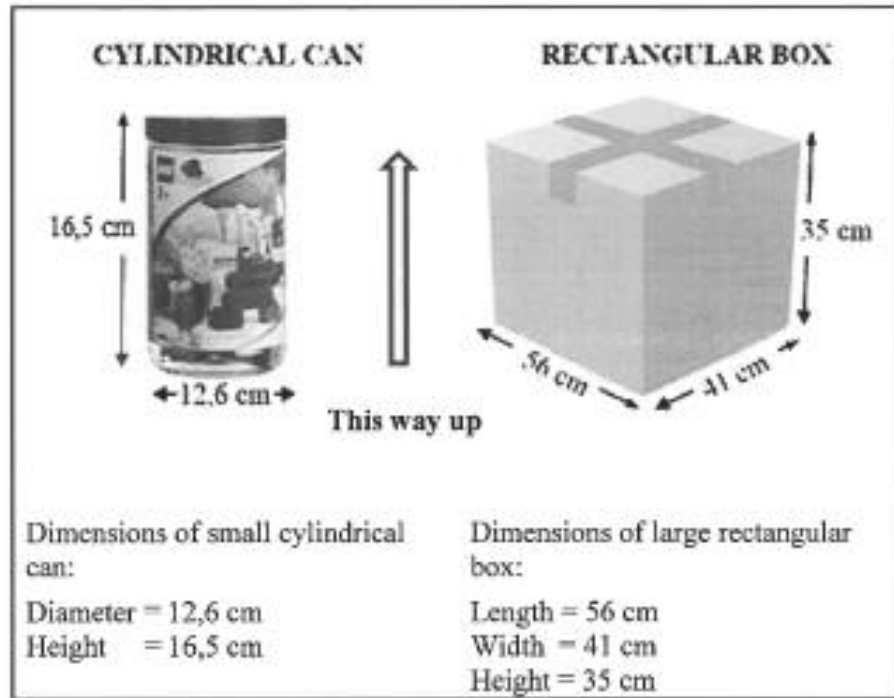 CYLINDRICAL CAN
RECTANGULAR BOX
16,5 cm
12,6 cm
This way up
35 cm
56 cm
41 cm
Dimensions of small cylindrical
can:
Diameter = 12,6 cm
Height = 16,5 cm
Dimensions of large rectangular
box:
Length = 56 cm
Width = 41 cm
Height = 35 cm